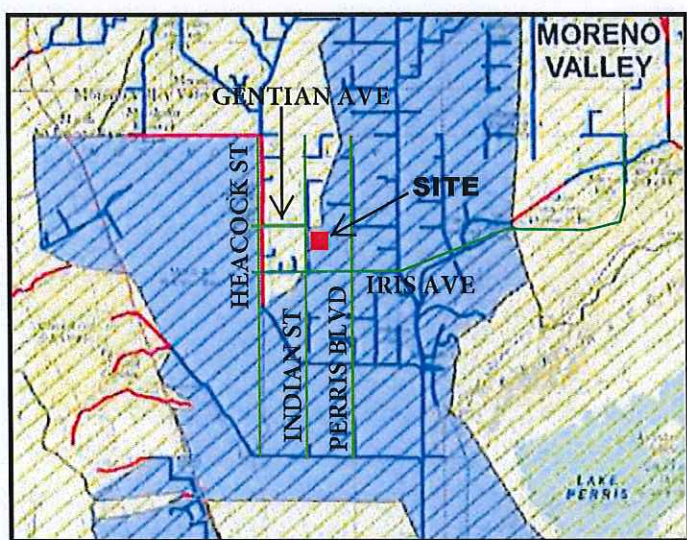 MORENO
VALLEY
GENTIAN AVE
HEACOCK ST
SITE
IRIS AVE
INDIAN ST
PERRIS BLVD
LAKE
PERRIS